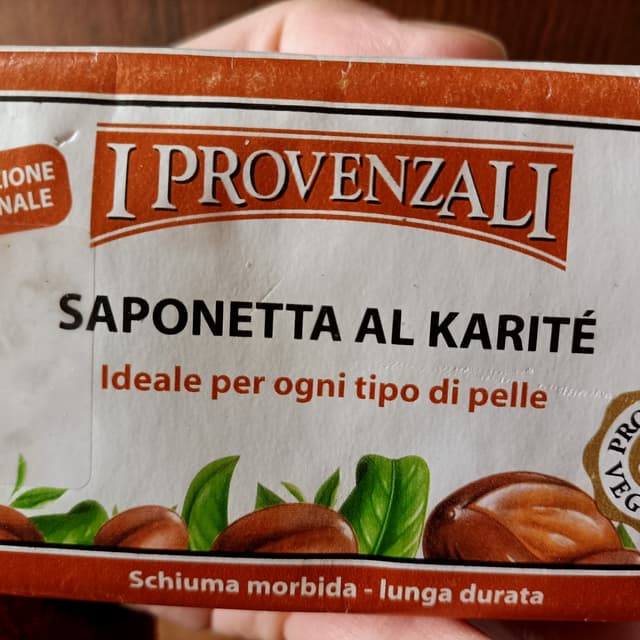 I PROVENZALI
SAPONETTA AL KARITÉ
Ideale per ogni tipo di pelle
Schiuma morbida - lunga durata